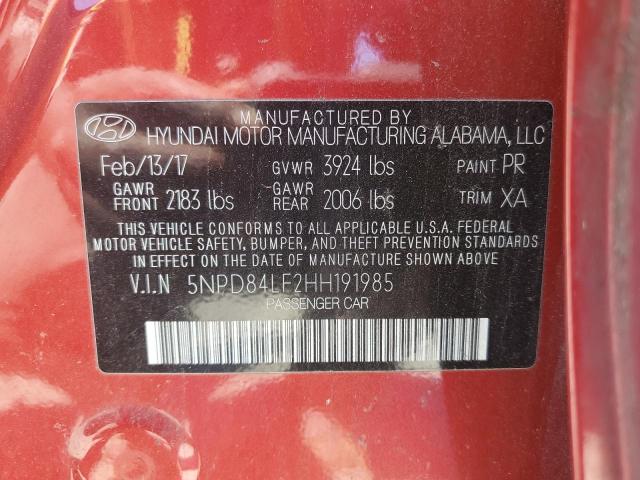 MANUFACTURED BY
HYUNDAI MOTOR MANUFACTURING ALABAMA, LLC
Feb/13/17 GVWR 3924 lbs PAINT PR
GAWR FRONT 2183 lbs GAWR REAR 2006 lbs TRIM XA
THIS VEHICLE CONFORMS TO ALL APPLICABLE U.S.A. FEDERAL
MOTOR VEHICLE SAFETY, BUMPER, AND THEFT PREVENTION
STANDARDS IN EFFECT ON THE DATE OF MANUFACTURE SHOWN ABOVE.
V.I.N 5NPD84LF2HH191985
PASSENGER CAR